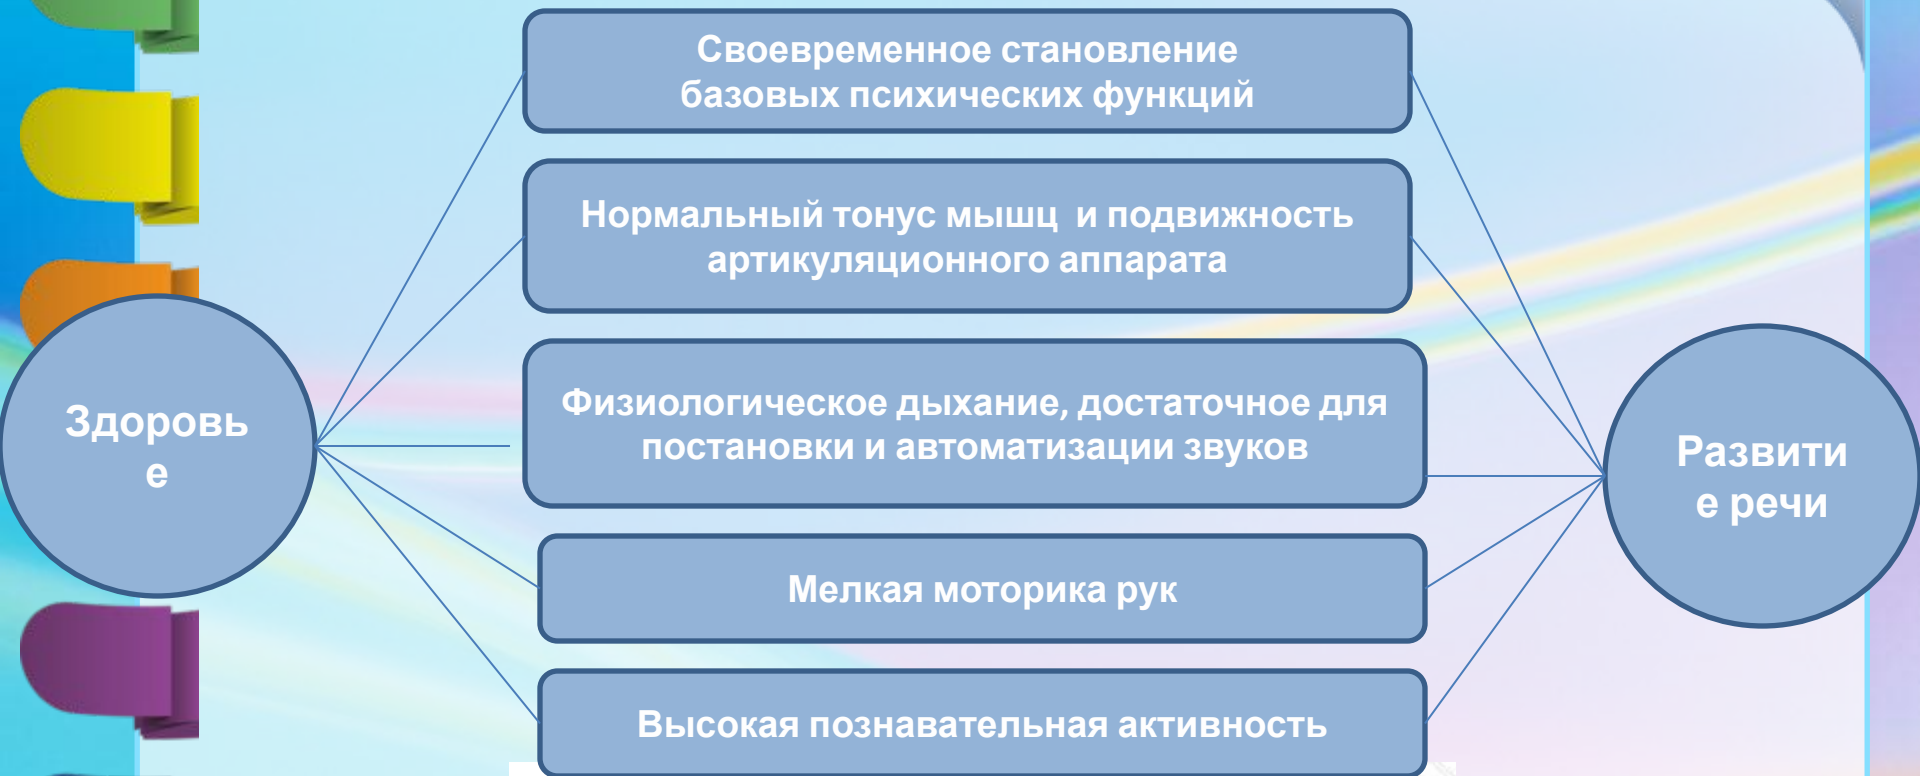 Своевременное становление
базовых психических функций
Нормальный тонус мышц  и подвижность
артикуляционного аппарата
Физиологическое дыхание, достаточное для
постановки и автоматизации звуков
Здоровь
е
Развити
е речи
Мелкая моторика рук
Высокая познавательная активность